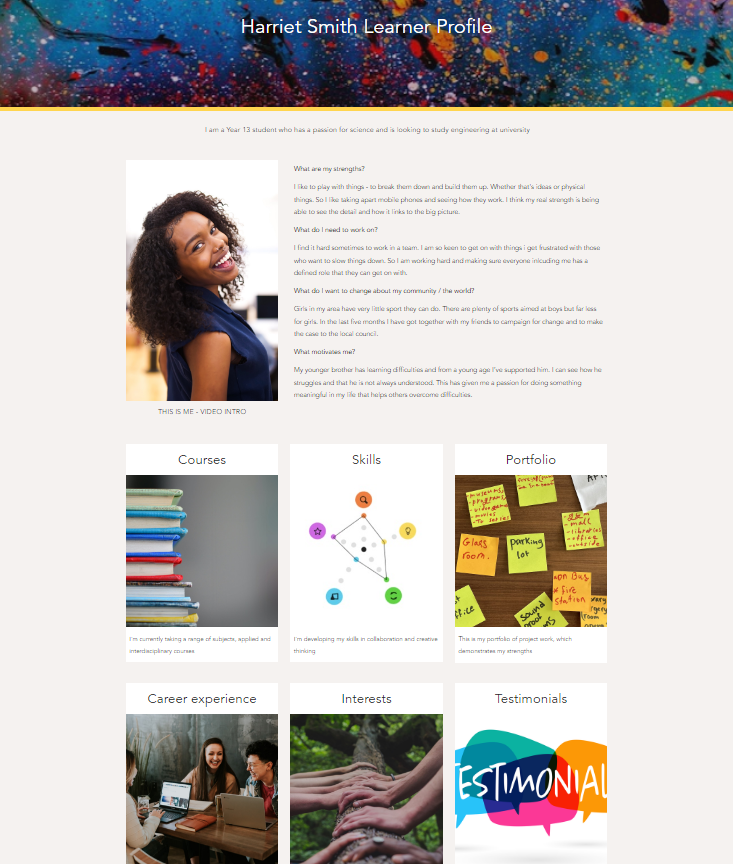 Harriet Smith Learner Profile
I am a Year 13 student who has a passion for science and is looking to study engineering at university
What are my strengths?
I like to play with things - to break them down and build them up. Whether that's ideas or physical
things. So I like taking apart mobile phones and seeing how they work. I think my real strength is being
able to see the detail and how it links to the big picture.
What do I need to work on?
I find it hard sometimes to work in a team. I am so keen to get on with things i get frustrated with those
who want to slow things down. So I am working hard and making sure everyone inlcuding me has a
defined role that they can get on with.
What do I want to change about my community / the world?
Girls in my area have very little sport they can do. There are plenty of sports aimed at boys but far less
for girls. In the last five months I have got together with my friends to campaign for change and to make
the case to the local council.
What motivates me?
My younger brother has learning difficulties and from a young age I've supported him. I can see how he
struggles and that he is not always understood. This has given me a passion for doing something
meaningful in my life that helps others overcome difficulties.
THIS IS ME - VIDEO INTRO
Courses
Skills
Portfolio
-museums,
-programs,
-videogames
-movies
-TV series
-mall
-libraries
-office
-outside
Glass
room.
parking
lot
on Bus
* fire
station
Sound
proof
room
I'm currently taking a range of subjects, applied and
interdisciplinary courses
I'm developing my skills in collaboration and creative
thinking
This is my portfolio of project work, which
demonstrates my strengths
Career experience
Interests
Testimonials
ESTIMONIAL